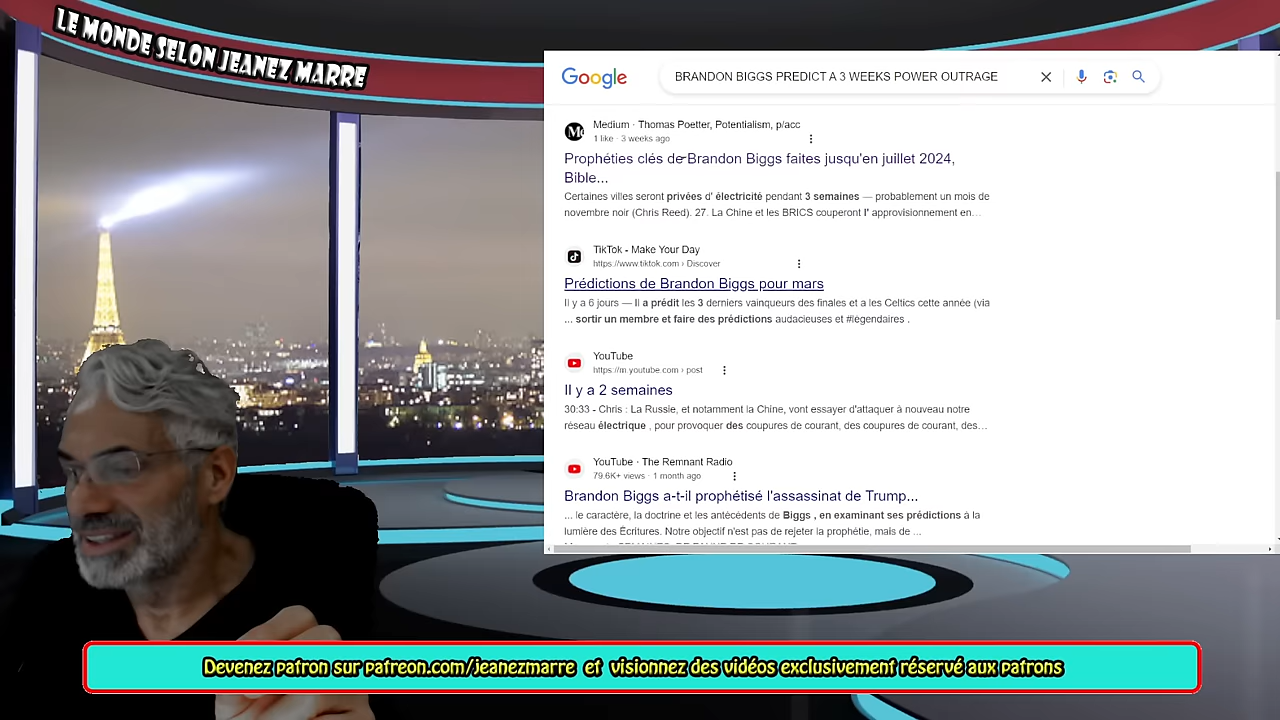 LE MONDE SELON JEANEZ MARRE
Google
BRANDON BIGGS PREDICT A 3 WEEKS POWER OUTRAGE
Medium · Thomas Poetter, Potentialism, p/acc
1 like · 3 weeks ago
Prophéties clés de Brandon Biggs faites jusqu'en juillet 2024,
Bible...
Certaines villes seront privées d' électricité pendant 3 semaines — probablement un mois de
novembre noir (Chris Reed). 27. La Chine et les BRICS couperont l' approvisionnement en…
TikTok - Make Your Day
https://www.tiktok.com › Discover
Prédictions de Brandon Biggs pour mars
Il y a 6 jours — Il a prédit les 3 derniers vainqueurs des finales et a les Celtics cette année (via
... sortir un membre et faire des prédictions audacieuses et #légendaires .
YouTube
https://m.youtube.com › post
Il y a 2 semaines
30:33 - Chris : La Russie, et notamment la Chine, vont essayer d'attaquer à nouveau notre
réseau électrique , pour provoquer des coupures de courant, des coupures de courant, des…
YouTube · The Remnant Radio
79.6K+ views · 1 month ago
Brandon Biggs a-t-il prophétisé l'assassinat de Trump...
... le caractère, la doctrine et les antécédents de Biggs , en examinant ses prédictions à la
lumière des Écritures. Notre objectif n'est pas de rejeter la prophétie, mais de ...
Devenez patron sur patreon.com/jeanezmarre et visionnez des vidéos exclusivement réservé aux patrons